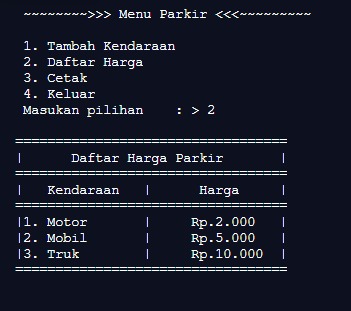 ~~~~~~~~>>> Menu Parkir <<<~~~~~~~~~
1. Tambah Kendaraan
2. Daftar Harga
3. Cetak
4. Keluar
Masukan pilihan    : > 2
==================================
|      Daftar Harga Parkir       |
==================================
|   Kendaraan   |      Harga     |
==================================
|1. Motor       |     Rp.2.000   |
|2. Mobil       |     Rp.5.000   |
|3. Truk        |     Rp.10.000  |
==================================